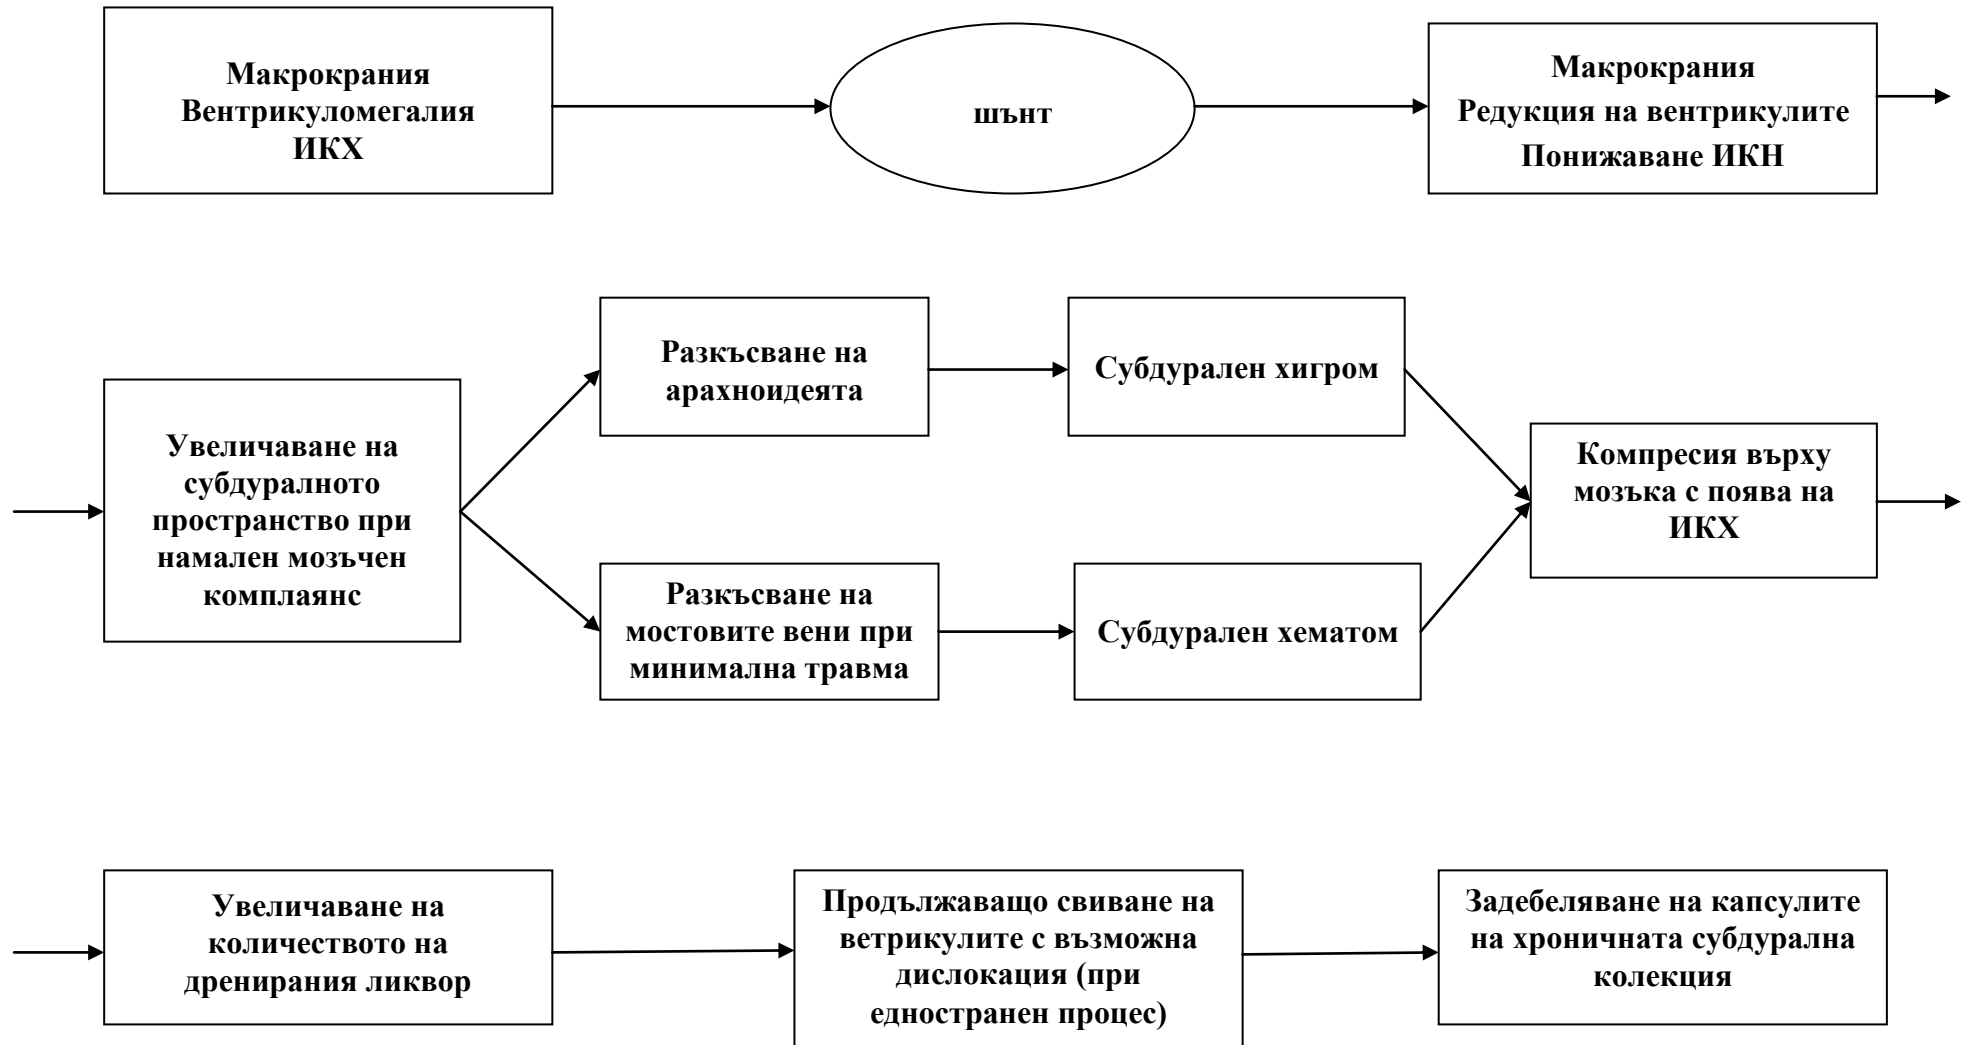 Макрокрания
Вентрикуломегалия
ИКХ
шънт
Макрокрания
Редукция на вентрикулите
Понижаване ИКН
Увеличаване на
субдуралното
пространство при
намален мозъчен
комплаянс
Разкъсване на
арахноидеята
Субдурален хигром
Разкъсване на
мостовите вени при
минимална травма
Субдурален хематом
Компресия върху
мозъка с поява на
ИКХ
Увеличаване на
количеството на
дренирания ликвор
Продължаващо свиване на
ветрикулите с възможна
дислокация (при
едностранен процес)
Задебеляване на капсулите
на хроничната субдурална
колекция